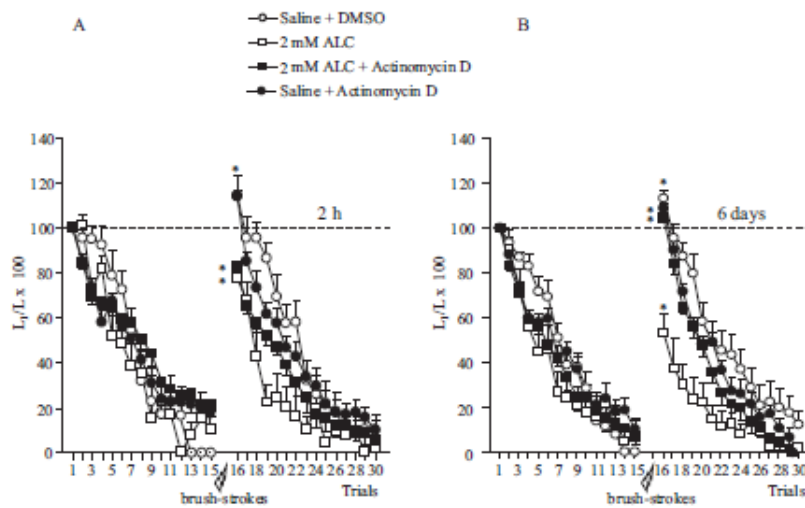 A
B
Saline + DMSO
2 mM ALC
2 mM ALC + Actinomycin D
Saline + Actinomycin D
140
120
100
80
60
40
20
0
L₁/L x 100
*
*
*
2 h
1 3 5 7 9 11 13 15 16 18 20 22 24 26 28 30
brush-strokes
Trials
140
120
100
80
60
40
20
0
L₁/L x 100
*
*
*
*
6 days
1 3 5 7 9 11 13 15 16 18 20 22 24 26 28 30
brush-strokes
Trials